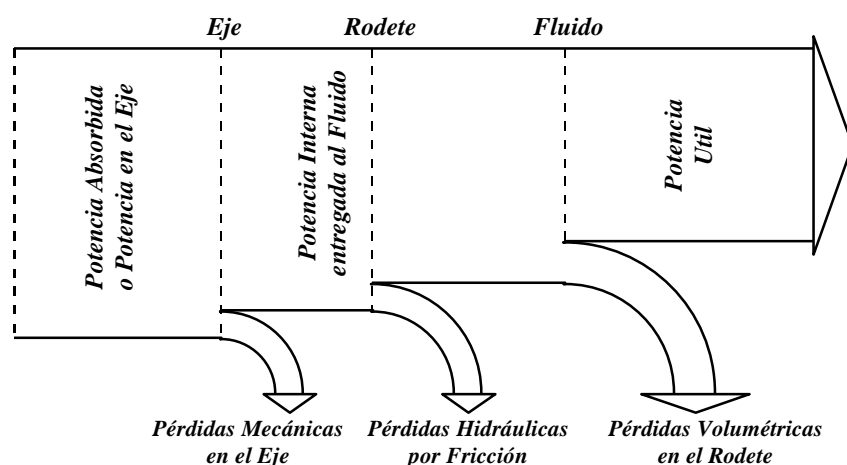 Eje
Rodete
Fluido
Potencia Absorbida
o Potencia en el Eje
Potencia Interna
entregada al Fluido
Potencia
Util
Pérdidas Mecánicas
en el Eje
Pérdidas Hidráulicas
por Fricción
Pérdidas Volumétricas
en el Rodete